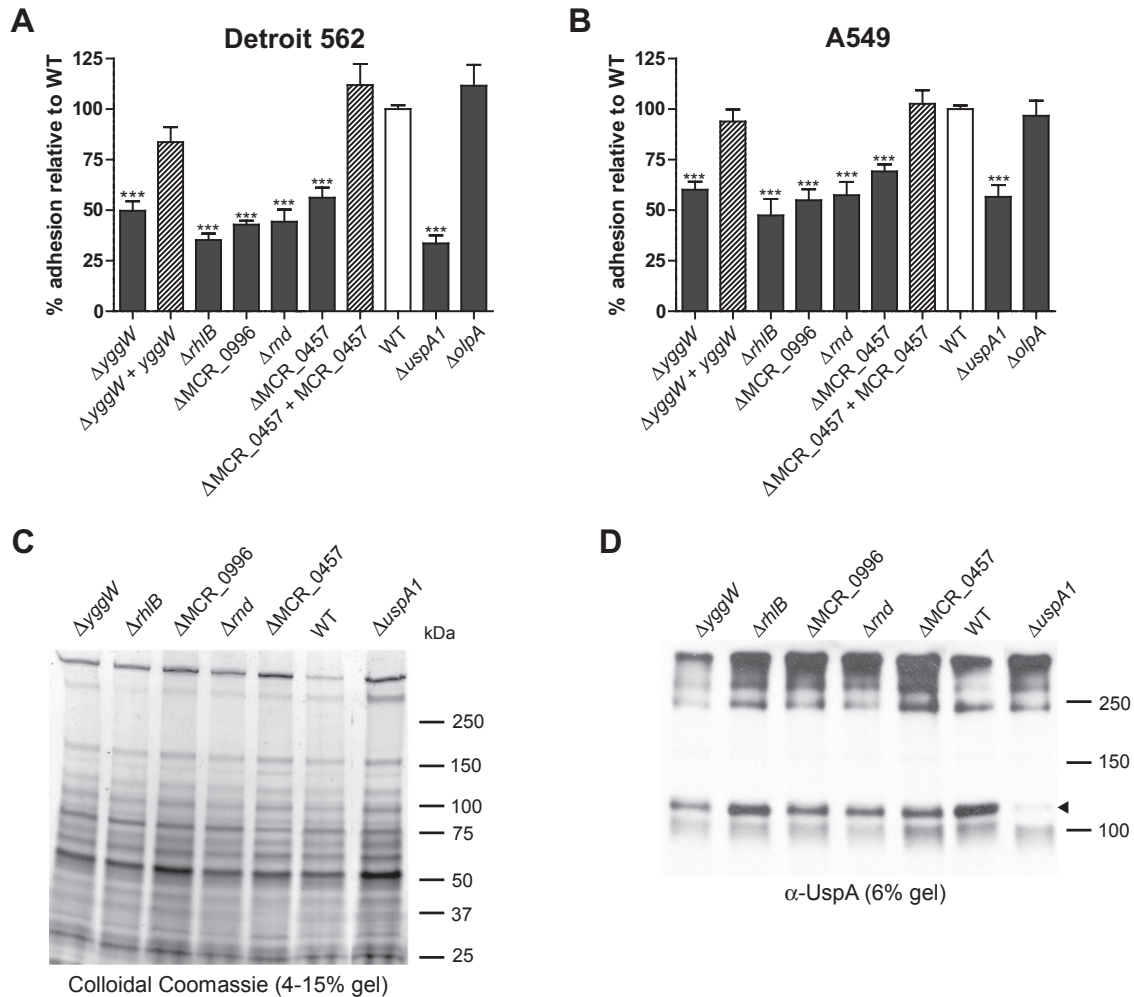 A
Detroit 562
% adhesion relative to WT
125
100
75
50
25
0
***
***
***
***
***
***
ΔyggW
ΔyggW + yggW
ΔrhlB
ΔMCR_0996
Δrnd
ΔMCR_0457
ΔMCR_0457 + MCR_0457
WT
ΔuspA1
ΔolpA
B
A549
% adhesion relative to WT
125
100
75
50
25
0
***
***
***
***
***
***
ΔyggW
ΔyggW + yggW
ΔrhlB
ΔMCR_0996
Δrnd
ΔMCR_0457
ΔMCR_0457 + MCR_0457
WT
ΔuspA1
ΔolpA
C
ΔyggW
ΔrhlB
ΔMCR_0996
Δrnd
ΔMCR_0457
WT
ΔuspA1
kDa
250
150
100
75
50
37
25
Colloidal Coomassie (4-15% gel)
D
ΔyggW
ΔrhlB
ΔMCR_0996
Δrnd
ΔMCR_0457
WT
ΔuspA1
250
150
100
α-UspA (6% gel)